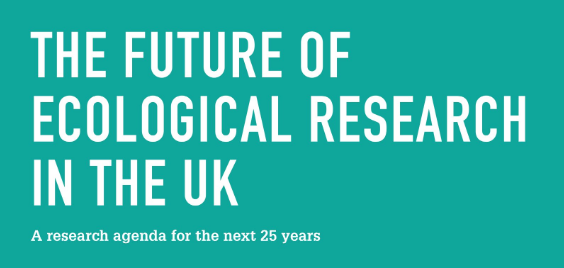 THE FUTURE OF
ECOLOGICAL RESEARCH
IN THE UK
A research agenda for the next 25 years